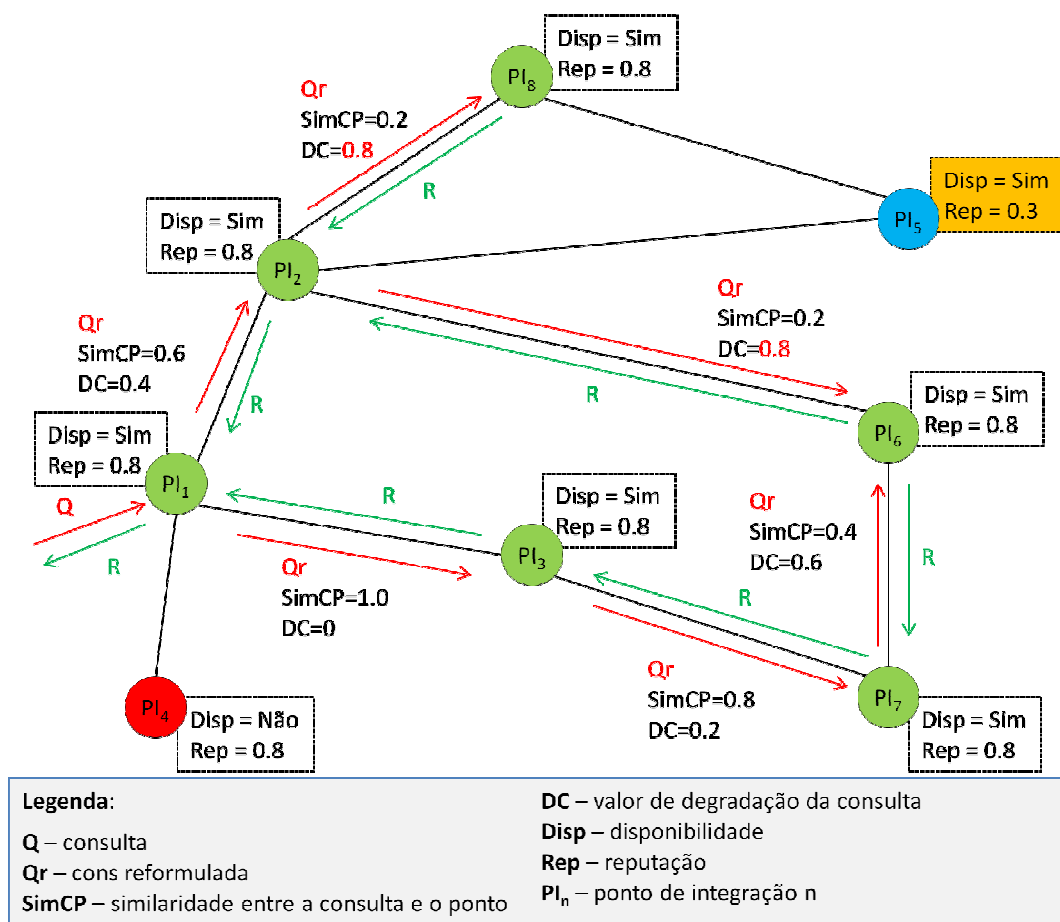 Disp = Sim
Rep = 0.8
PI8
Qr
SimCP=0.2
DC=0.8
R
Disp = Sim
Rep = 0.3
PI5
Disp = Sim
Rep = 0.8
PI2
Qr
SimCP=0.2
DC=0.8
Qr
SimCP=0.6
DC=0.4
R
R
Disp = Sim
Rep = 0.8
PI6
Disp = Sim
Rep = 0.8
PI1
Q
R
R
Disp = Sim
Rep = 0.8
PI3
Qr
SimCP=0.4
DC=0.6
R
Qr
SimCP=1.0
DC=0
R
Qr
SimCP=0.8
DC=0.2
PI4
Disp = Não
Rep = 0.8
PI7
Disp = Sim
Rep = 0.8
Legenda:
Q – consulta
Qr – cons reformulada
SimCP – similaridade entre a consulta e o ponto
DC – valor de degradação da consulta
Disp – disponibilidade
Rep – reputação
PIn – ponto de integração n